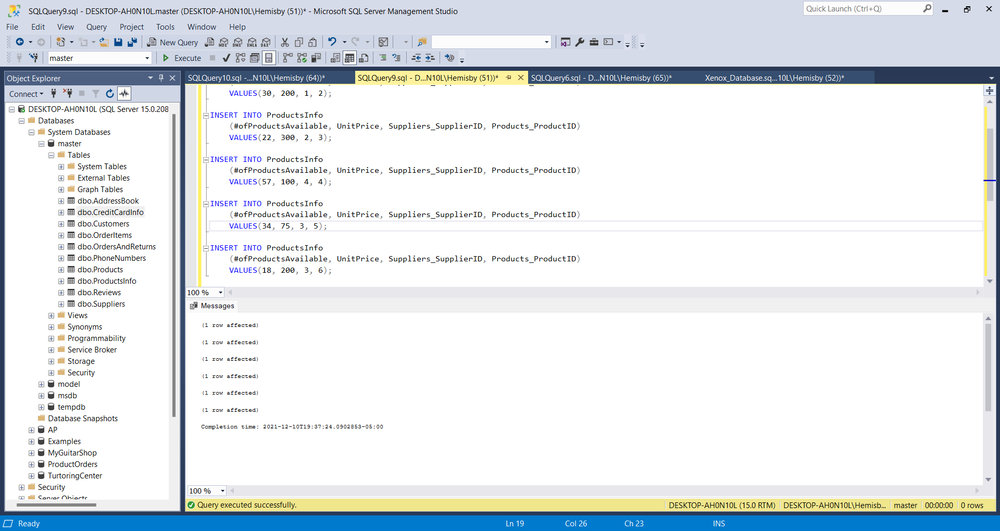 SQLQuery9.sql - DESKTOP-AH0N10L.master (DESKTOP-AH0N10L\Hemisby (51))* - Microsoft SQL Server Management Studio
Quick Launch (Ctrl+Q)
File Edit View Query Project Tools Window Help
New Query MDX DMX XMLA DAX
master Execute
Object Explorer
Connect
DESKTOP-AH0N10L (SQL Server 15.0.208
Databases
System Databases
master
Tables
System Tables
External Tables
Graph Tables
dbo.AddressBook
dbo.CreditCardInfo
dbo.Customers
dbo.OrderItems
dbo.OrdersAndReturns
dbo.PhoneNumbers
dbo.Products
dbo.ProductsInfo
dbo.Reviews
dbo.Suppliers
Views
Synonyms
Programmability
Service Broker
Storage
Security
model
msdb
tempdb
Database Snapshots
AP
Examples
MyGuitarShop
ProductOrders
TurtoringCenter
Security
Server Objects
SQLQuery10.sql -...N10L\Hemisby (64))*
SQLQuery9.sql - D...N10L\Hemisby (51))*
SQLQuery6.sql - D...N10L\Hemisby (65))*
Xenox_Database.sq...10L\Hemisby (52))*
VALUES(30, 200, 1, 2);
INSERT INTO ProductsInfo
(#ofProductsAvailable, UnitPrice, Suppliers_SupplierID, Products_ProductID)
VALUES(22, 300, 2, 3);
INSERT INTO ProductsInfo
(#ofProductsAvailable, UnitPrice, Suppliers_SupplierID, Products_ProductID)
VALUES(57, 100, 4, 4);
INSERT INTO ProductsInfo
(#ofProductsAvailable, UnitPrice, Suppliers_SupplierID, Products_ProductID)
VALUES(34, 75, 3, 5);
INSERT INTO ProductsInfo
(#ofProductsAvailable, UnitPrice, Suppliers_SupplierID, Products_ProductID)
VALUES(18, 200, 3, 6);
100 %
Messages
(1 row affected)
(1 row affected)
(1 row affected)
(1 row affected)
(1 row affected)
(1 row affected)
Completion time: 2021-12-10T19:37:24.0902853-05:00
100 %
Query executed successfully. DESKTOP-AH0N10L (15.0 RTM) DESKTOP-AH0N10L\Hemisb... master 00:00:00 0 rows
Ready Ln 19 Col 26 Ch 23 INS